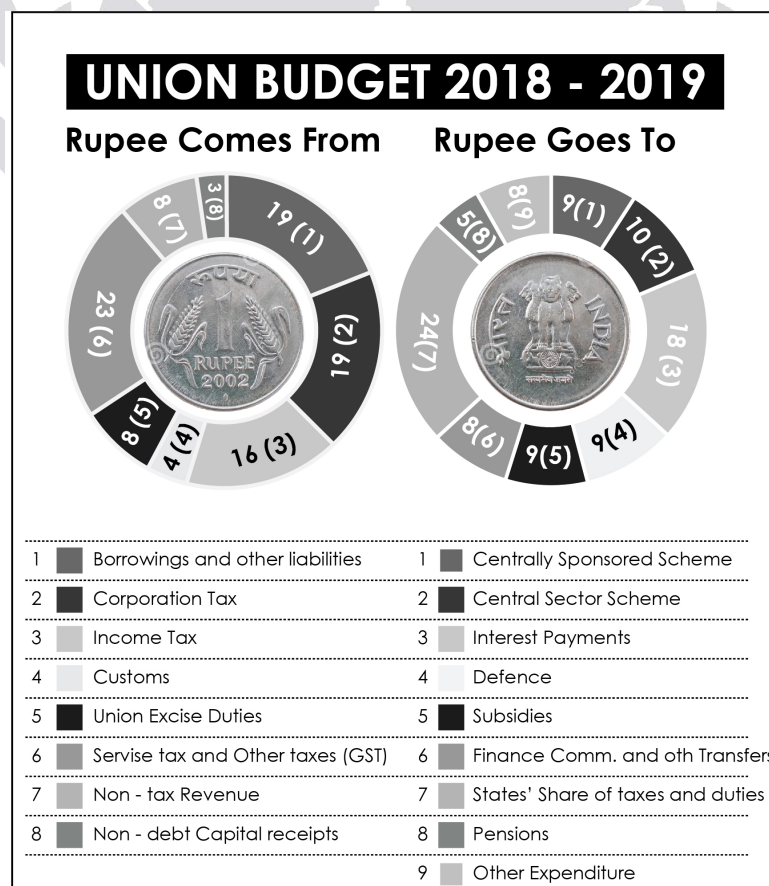 UNION BUDGET 2018 - 2019
Rupee Comes From
19 (1)
19 (2)
16 (3)
4 (4)
8 (5)
23 (6)
8 (7)
3 (8)
रुपया
1
RUPEE
2002
Rupee Goes To
9(1)
10 (2)
18 (3)
9(4)
9(5)
8(6)
24(7)
5(8)
8(9)
भारत
INDIA
सत्यमेव जयते
1 Borrowings and other liabilities
2 Corporation Tax
3 Income Tax
4 Customs
5 Union Excise Duties
6 Servise tax and Other taxes (GST)
7 Non - tax Revenue
8 Non - debt Capital receipts
1 Centrally Sponsored Scheme
2 Central Sector Scheme
3 Interest Payments
4 Defence
5 Subsidies
6 Finance Comm. and oth Transfers
7 States' Share of taxes and duties
8 Pensions
9 Other Expenditure